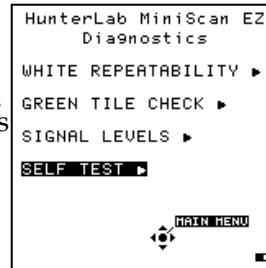 HunterLab MiniScan EZ
Diagnostics
WHITE REPEATABILITY ▶
GREEN TILE CHECK ▶
S
SIGNAL LEVELS ▶
SELF TEST ▶
MAIN MENU